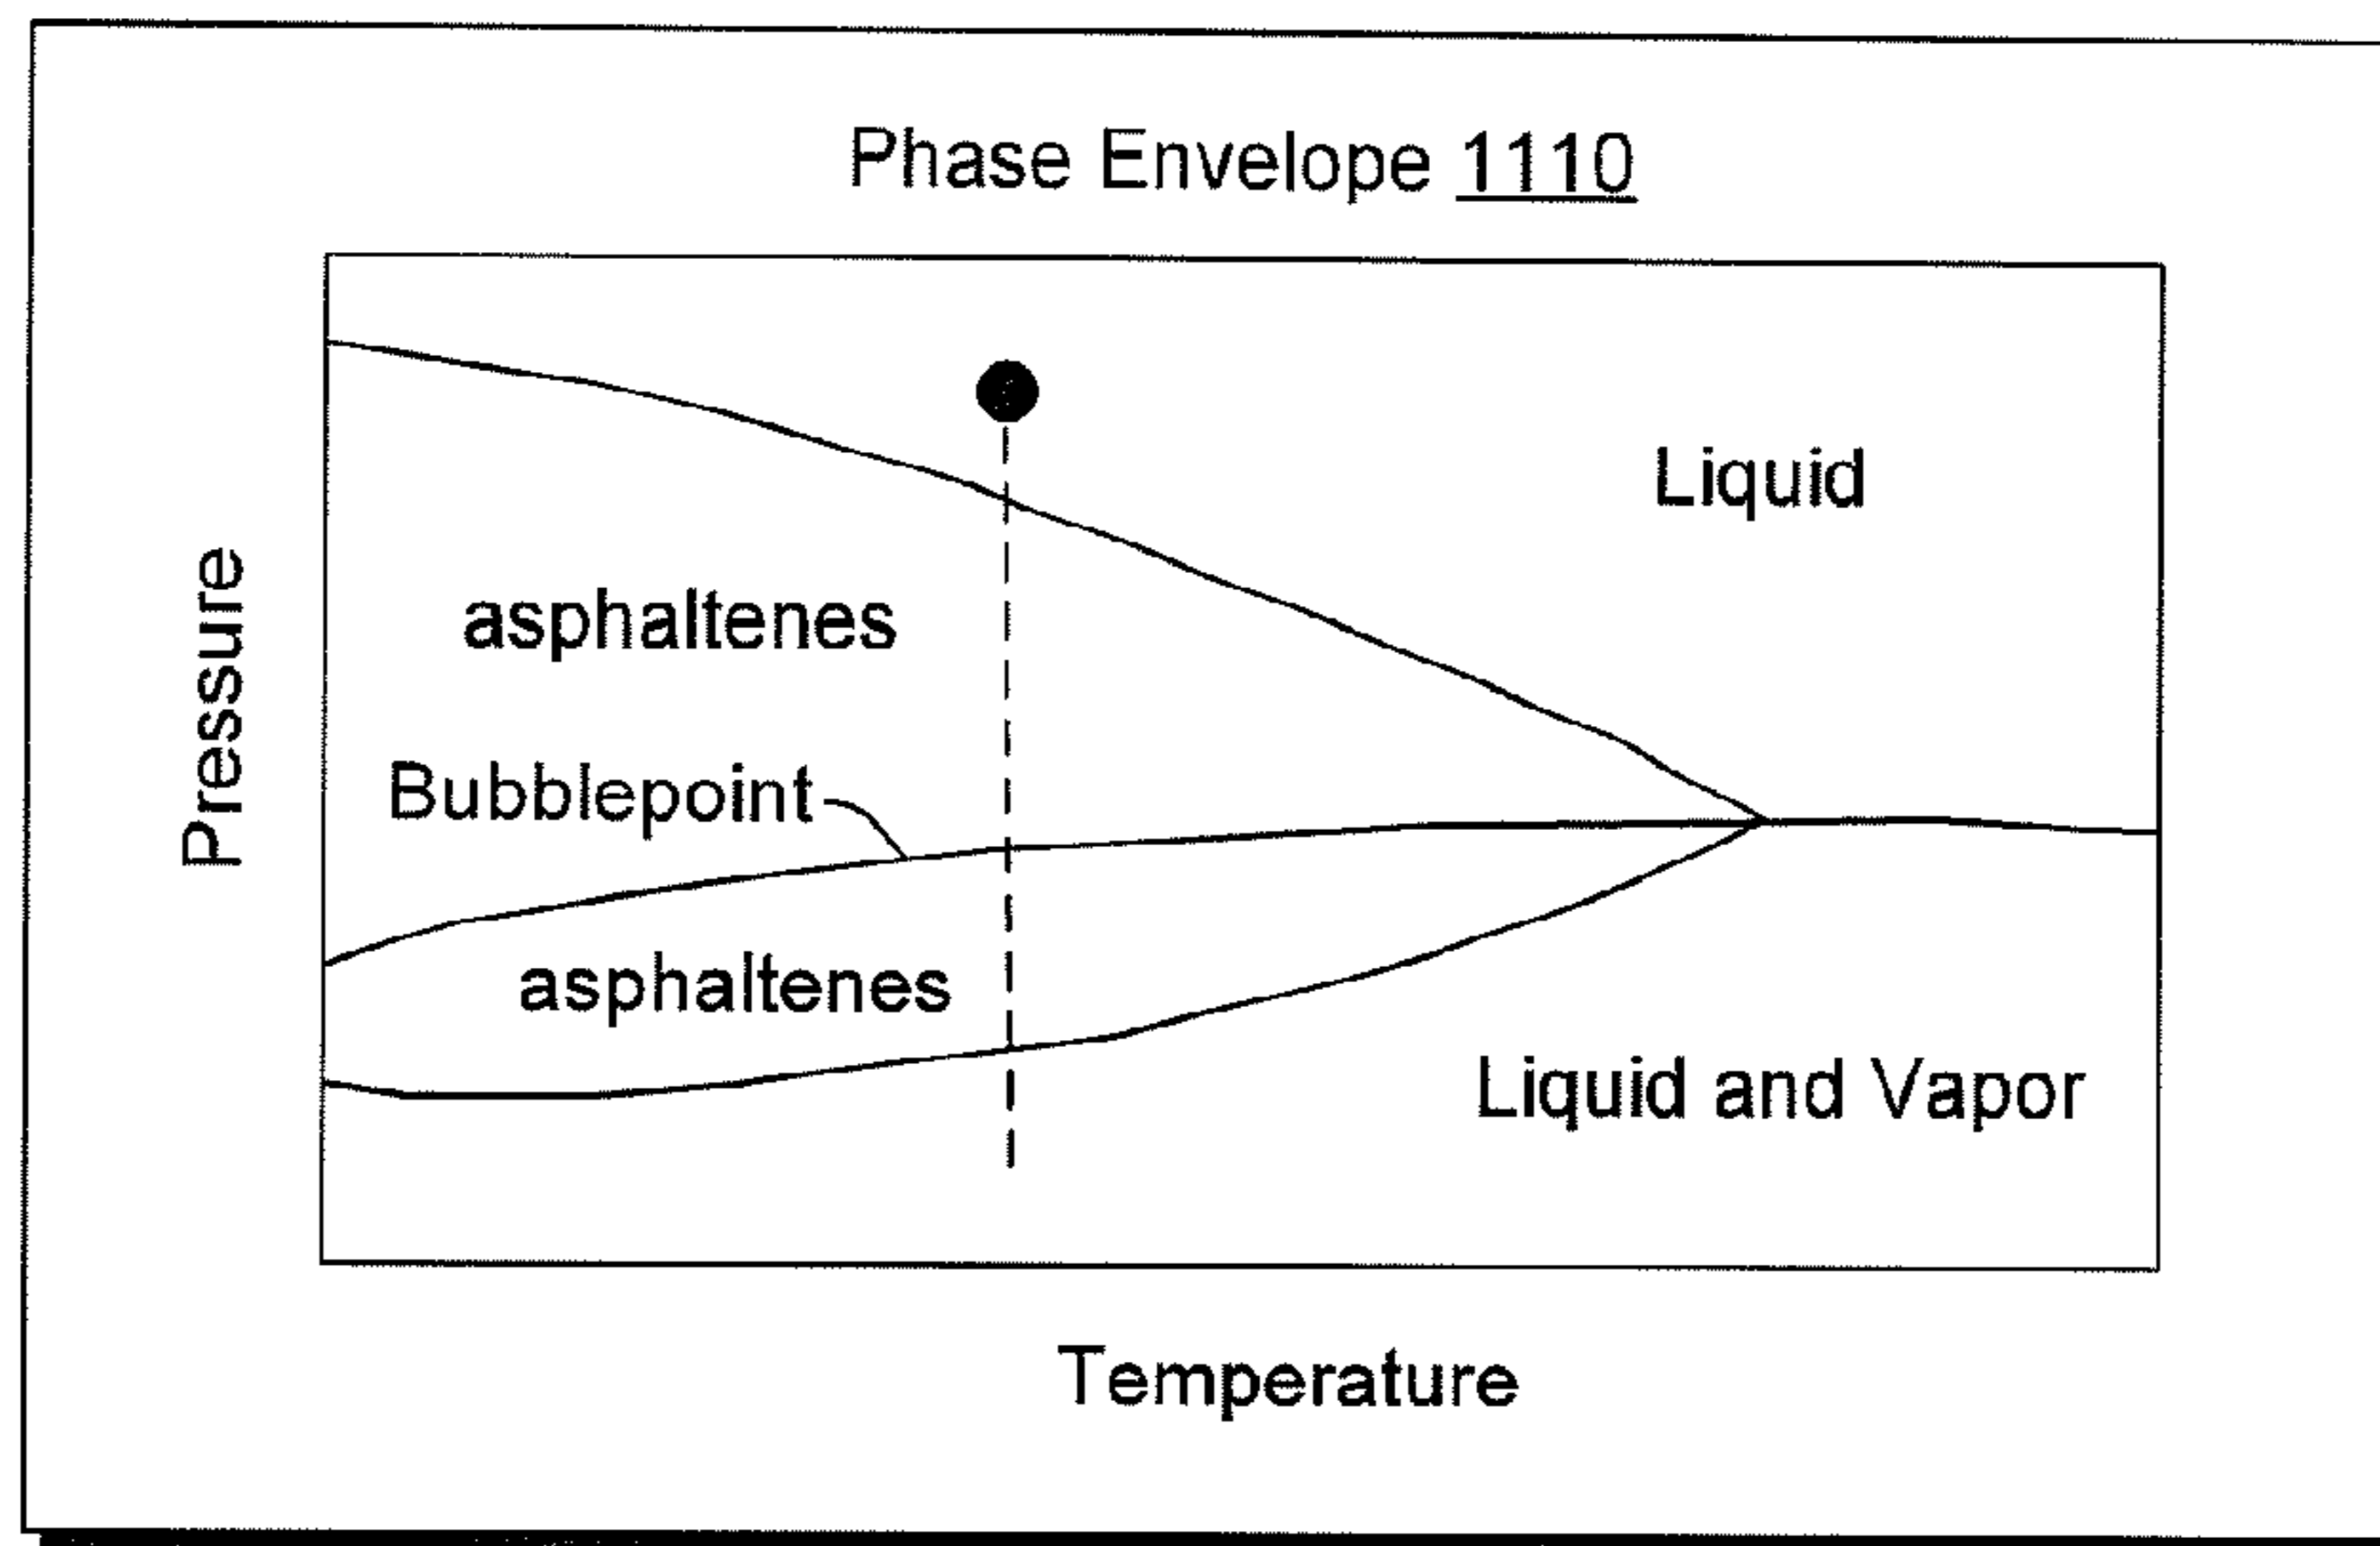 Phase Envelope 1110
Liquid
asphaltenes
Pressure
Bubblepoint
asphaltenes
Liquid and Vapor
Temperature